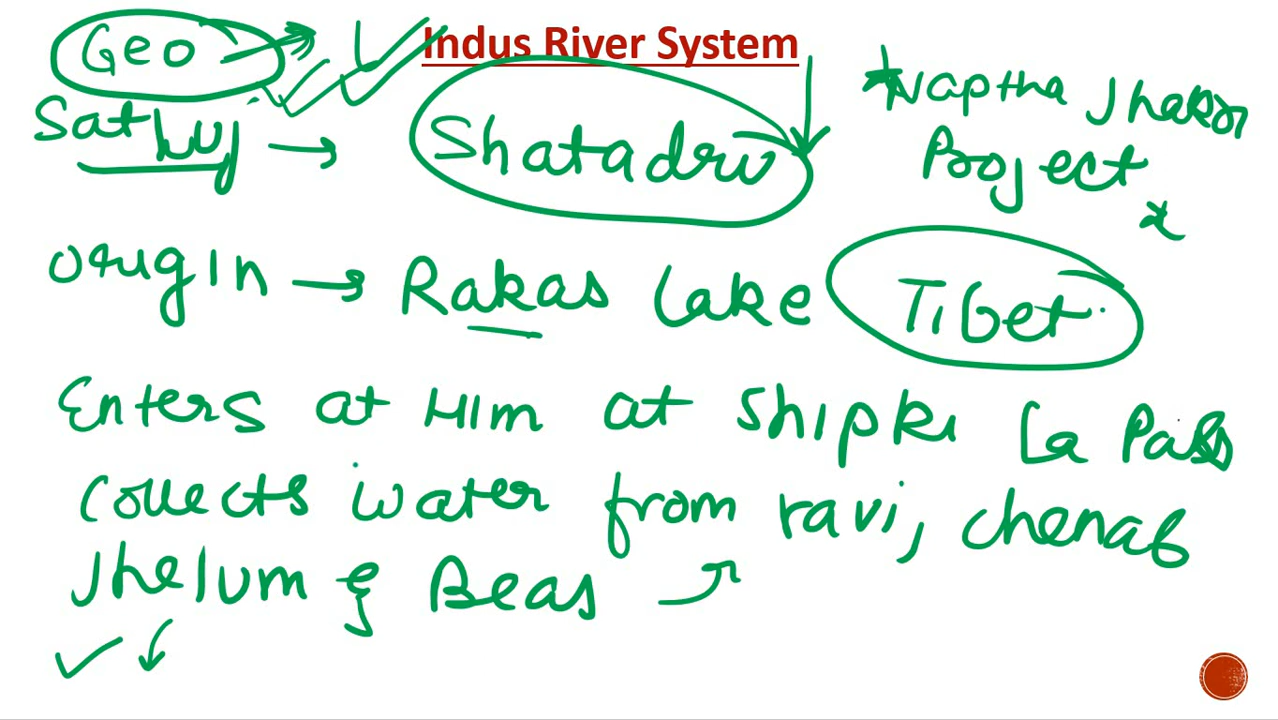 Indus River System
Geo
Satluj → Shatadru
*Naptha Jhakri
Project *
Origin → Rakas Lake Tibet
Enters at Him at Shipki La Pass
Collects water from ravi, Chenab
Jhelum & Beas